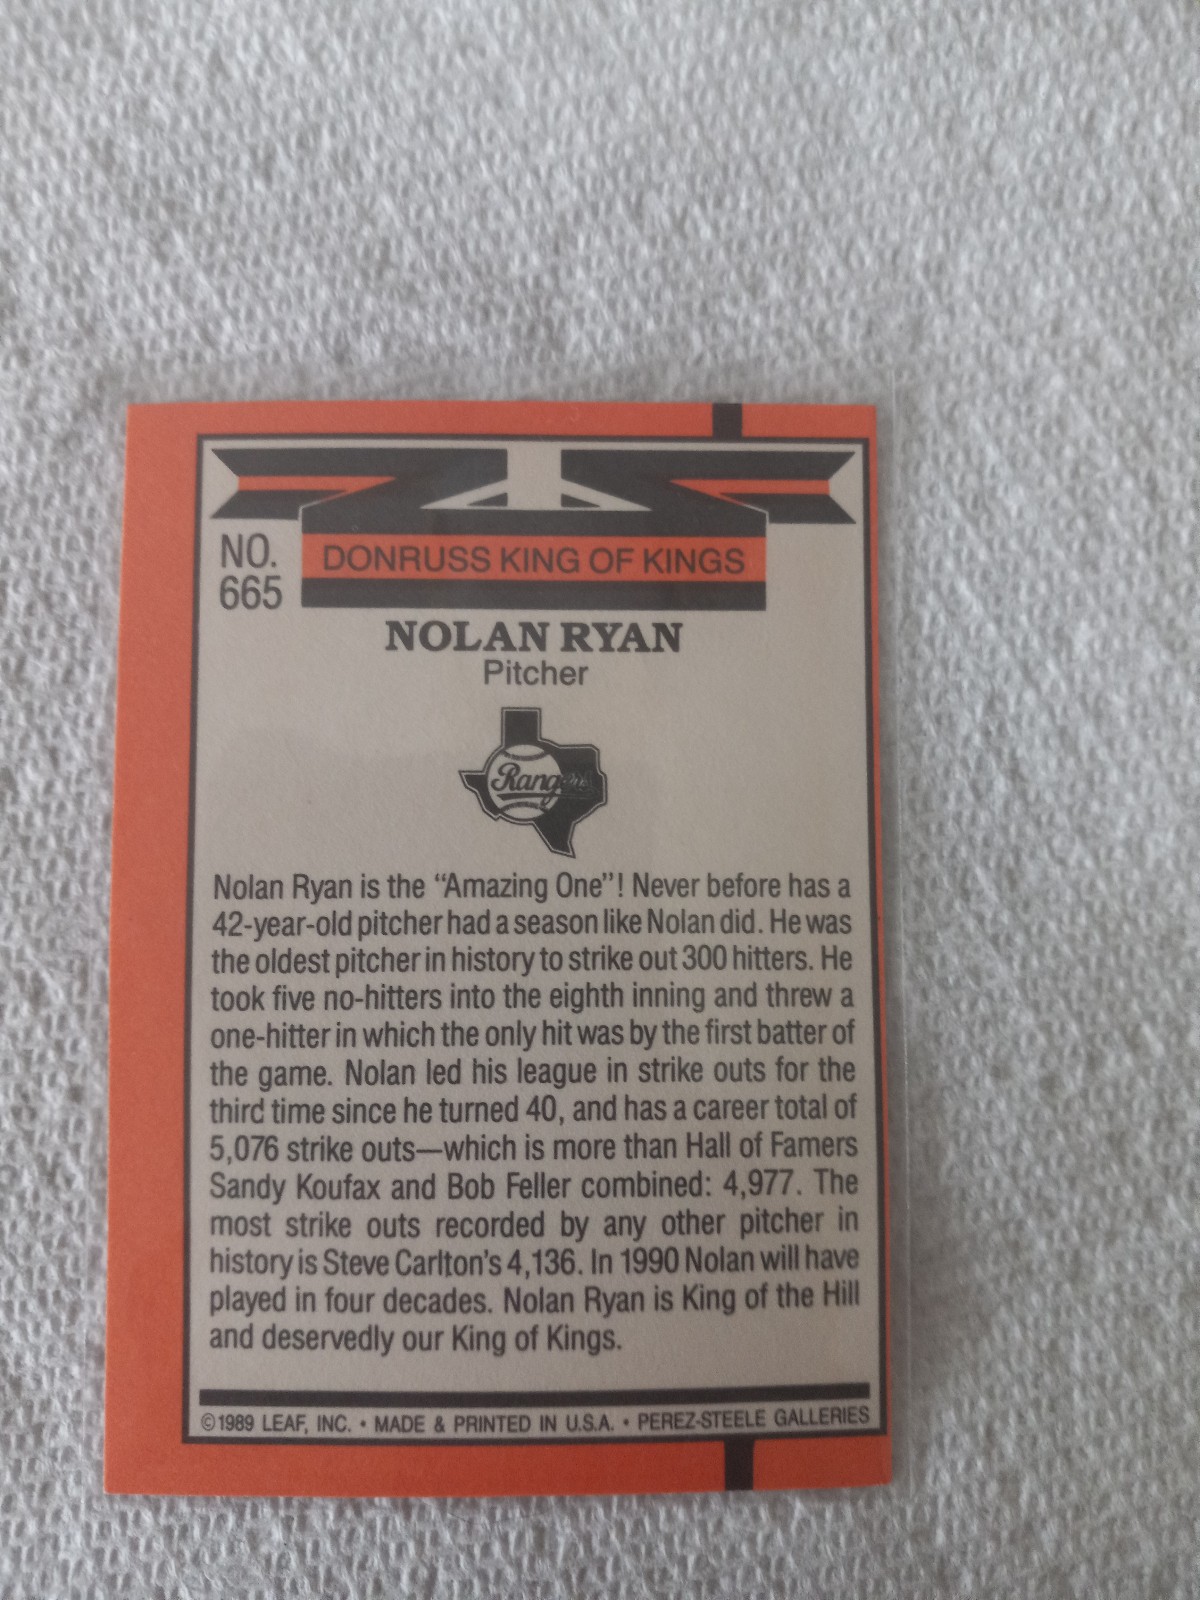 NO.
665
DONRUSS KING OF KINGS
NOLAN RYAN
Pitcher
Rangers
Nolan Ryan is the “Amazing One”! Never before has a
42-year-old pitcher had a season like Nolan did. He was
the oldest pitcher in history to strike out 300 hitters. He
took five no-hitters into the eighth inning and threw a
one-hitter in which the only hit was by the first batter of
the game. Nolan led his league in strike outs for the
third time since he turned 40, and has a career total of
5,076 strike outs—which is more than Hall of Famers
Sandy Koufax and Bob Feller combined: 4,977. The
most strike outs recorded by any other pitcher in
history is Steve Carlton’s 4,136. In 1990 Nolan will have
played in four decades. Nolan Ryan is King of the Hill
and deservedly our King of Kings.
©1989 LEAF, INC. • MADE & PRINTED IN U.S.A. • PEREZ-STEELE GALLERIES